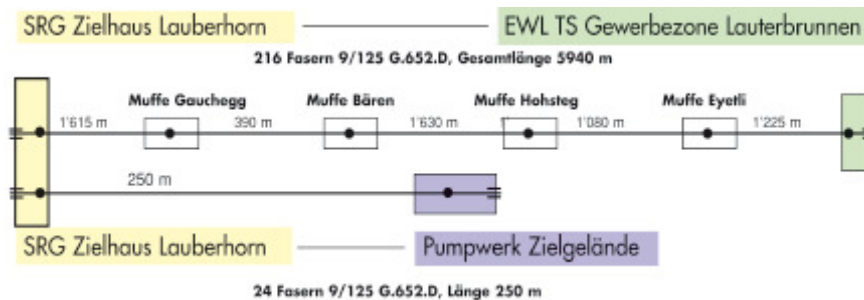 SRG Zielhaus Lauberhorn EWL TS Gewerbezone Lauterbrunnen
216 Fasern 9/125 G.652.D, Gesamtlänge 5940 m
Muffe Gauchegg Muffe Bären Muffe Hohsteg Muffe Eyetli
1'615 m 390 m 1'630 m 1'080 m 1'225 m
250 m
SRG Zielhaus Lauberhorn Pumpwerk Zielgelände
24 Fasern 9/125 G.652.D, Länge 250 m